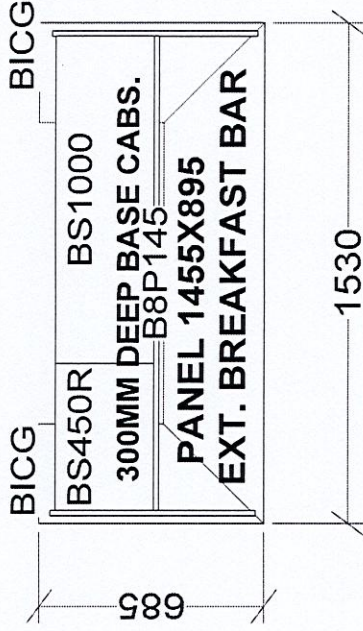 BICG BICG
BS450R BS1000
300MM DEEP BASE CABS.
B8P145
PANEL 1455X895
EXT. BREAKFAST BAR
685
1530